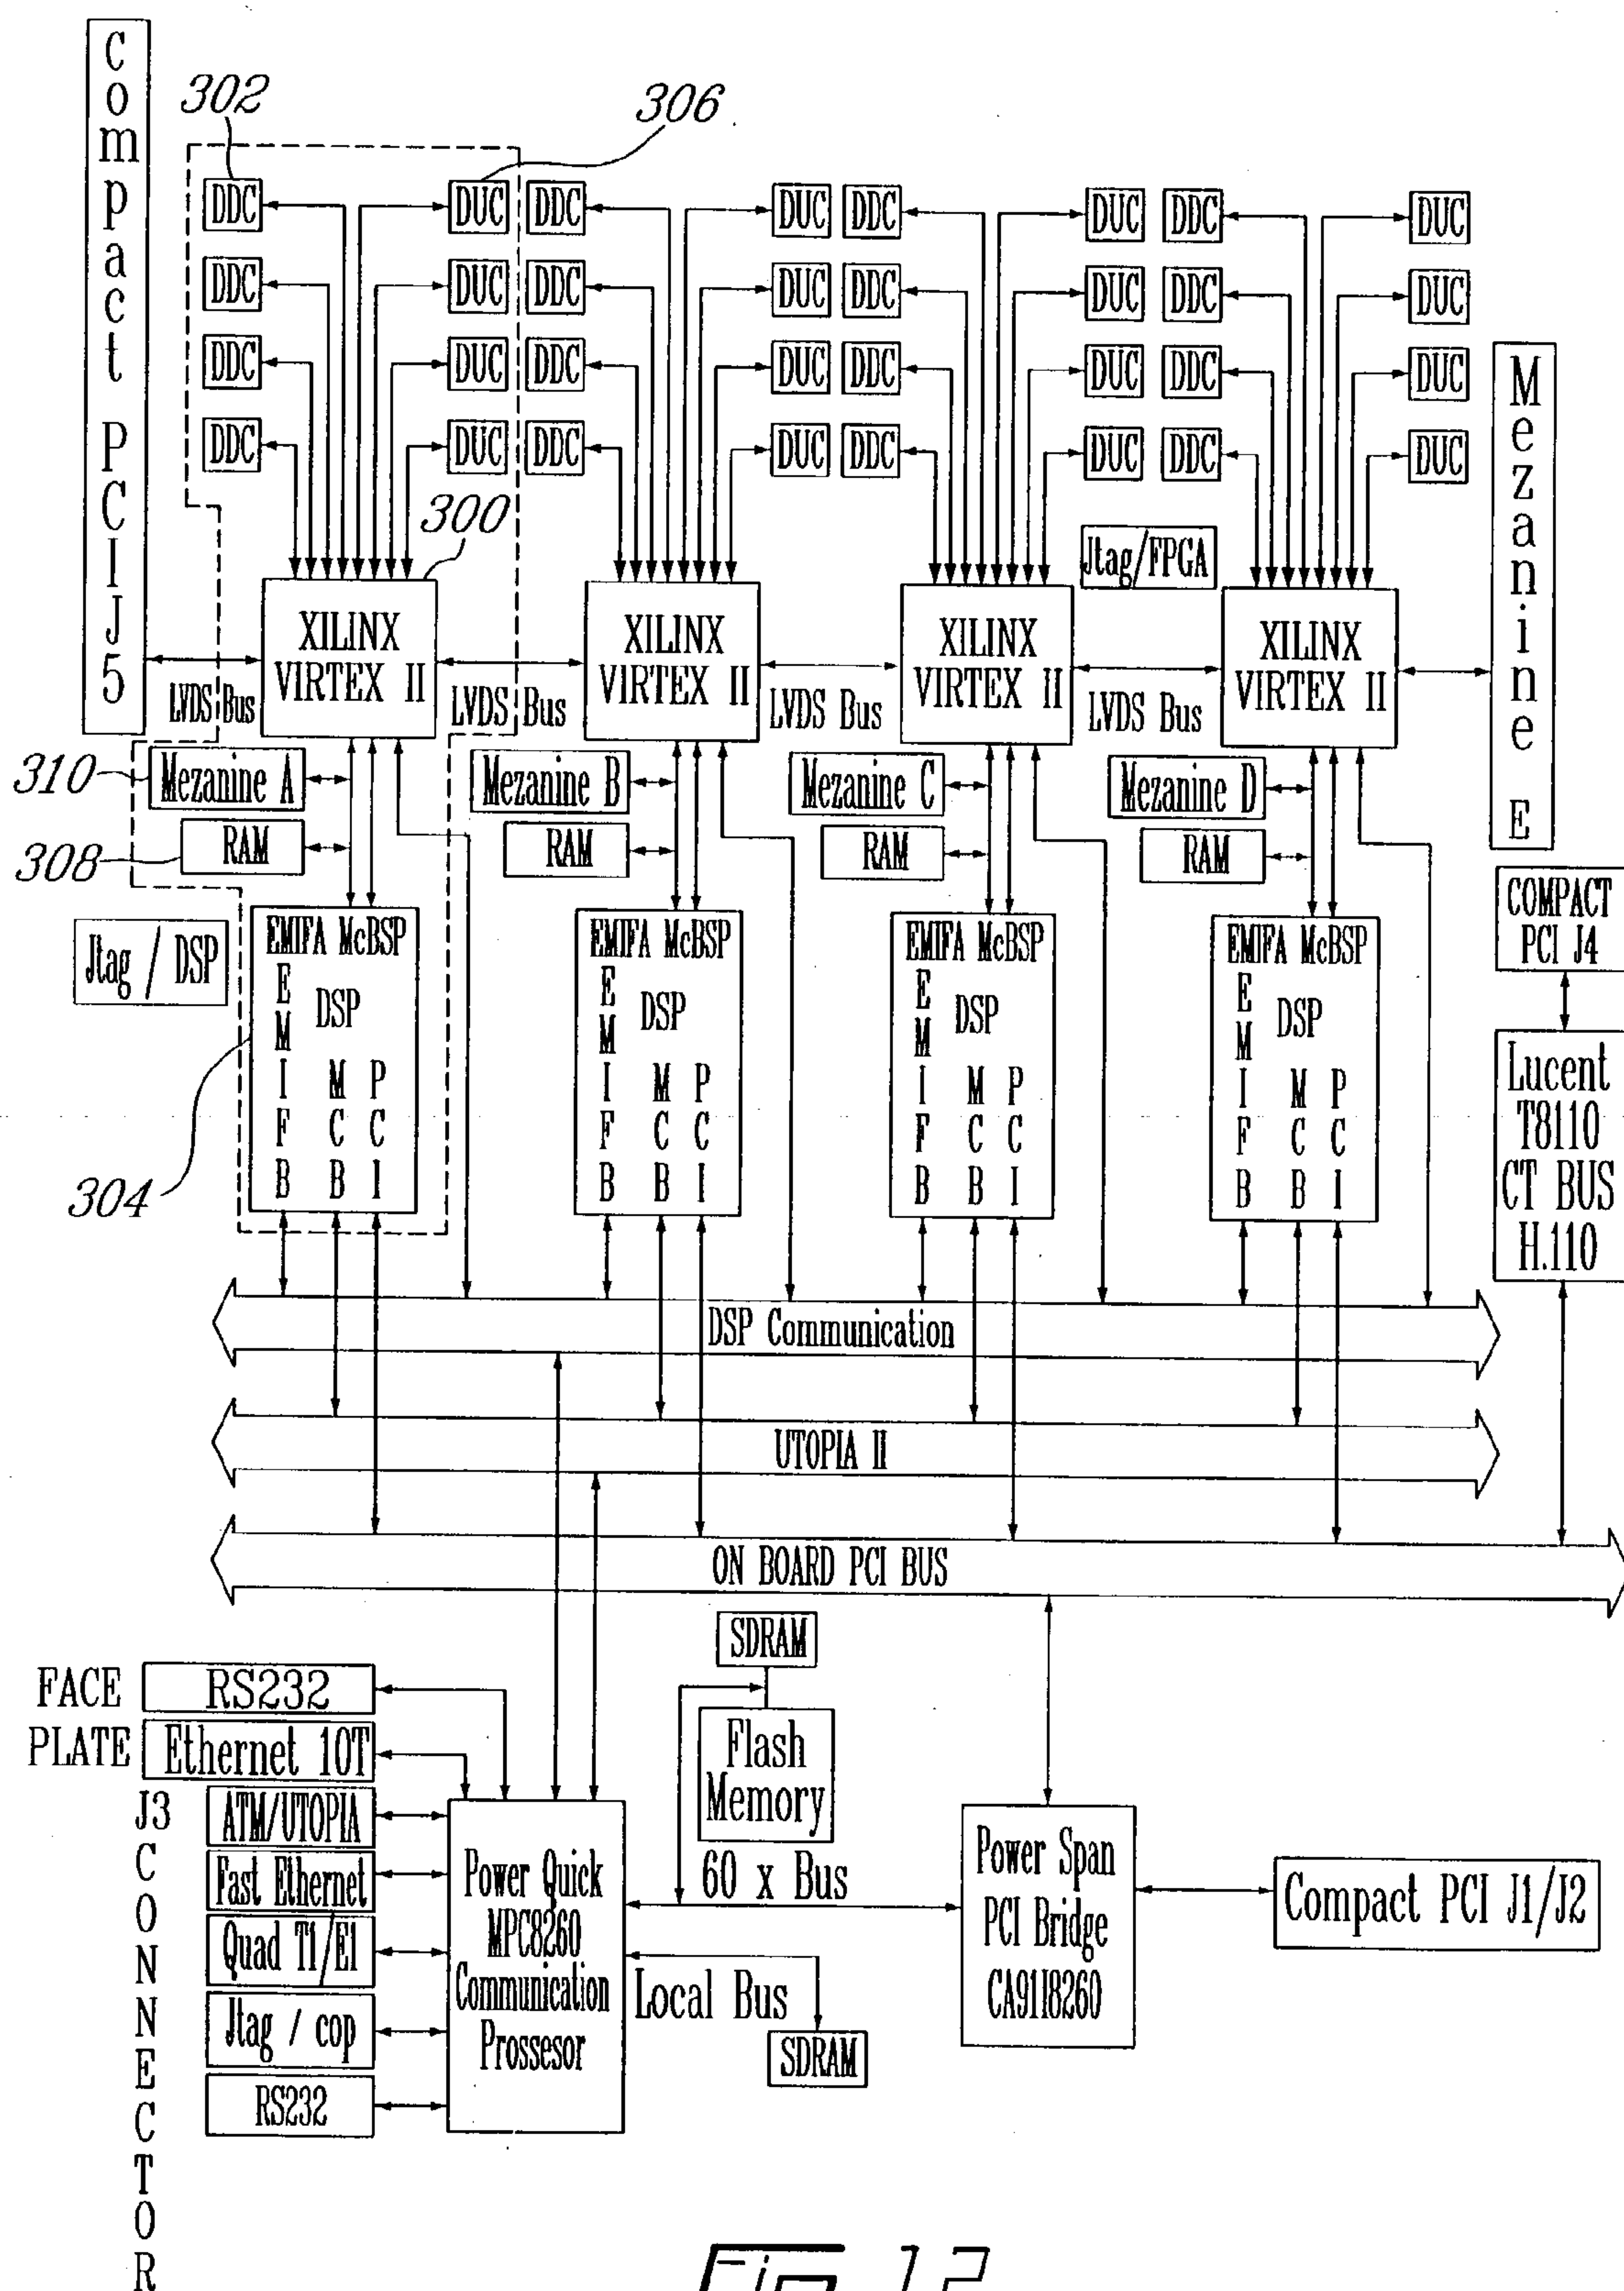 Compact PCI J5
302
306
DDC DUC DDC DUC DDC DUC DDC DUC
DDC DUC DDC DUC DDC DUC DDC DUC
DDC DUC DDC DUC DDC DUC DDC DUC
DDC DUC DDC DUC DDC DUC DDC DUC
Mezanine E
300
Jtag/FPGA
XILINX
VIRTEX II
XILINX
VIRTEX II
XILINX
VIRTEX II
XILINX
VIRTEX II
LVDS Bus
LVDS Bus
LVDS Bus
LVDS Bus
310
Mezanine A
Mezanine B
Mezanine C
Mezanine D
308
RAM
RAM
RAM
RAM
COMPACT
PCI J4
Jtag / DSP
EMIFA McBSP
DSP
EMIFB
MCB
PCI
EMIFA McBSP
DSP
EMIFB
MCB
PCI
EMIFA McBSP
DSP
EMIFB
MCB
PCI
EMIFA McBSP
DSP
EMIFB
MCB
PCI
304
Lucent
T8110
CT BUS
H.110
DSP Communication
UTOPIA II
ON BOARD PCI BUS
SDRAM
FACE
PLATE
RS232
Ethernet 10T
Flash
Memory
J3
CONNECTOR
ATM/UTOPIA
Fast Ethernet
Quad T1/E1
Jtag / cop
RS232
Power Quick
MPC8260
Communication
Prossesor
60 x Bus
Local Bus
SDRAM
Power Span
PCI Bridge
CA91I8260
Compact PCI J1/J2
Fig 12